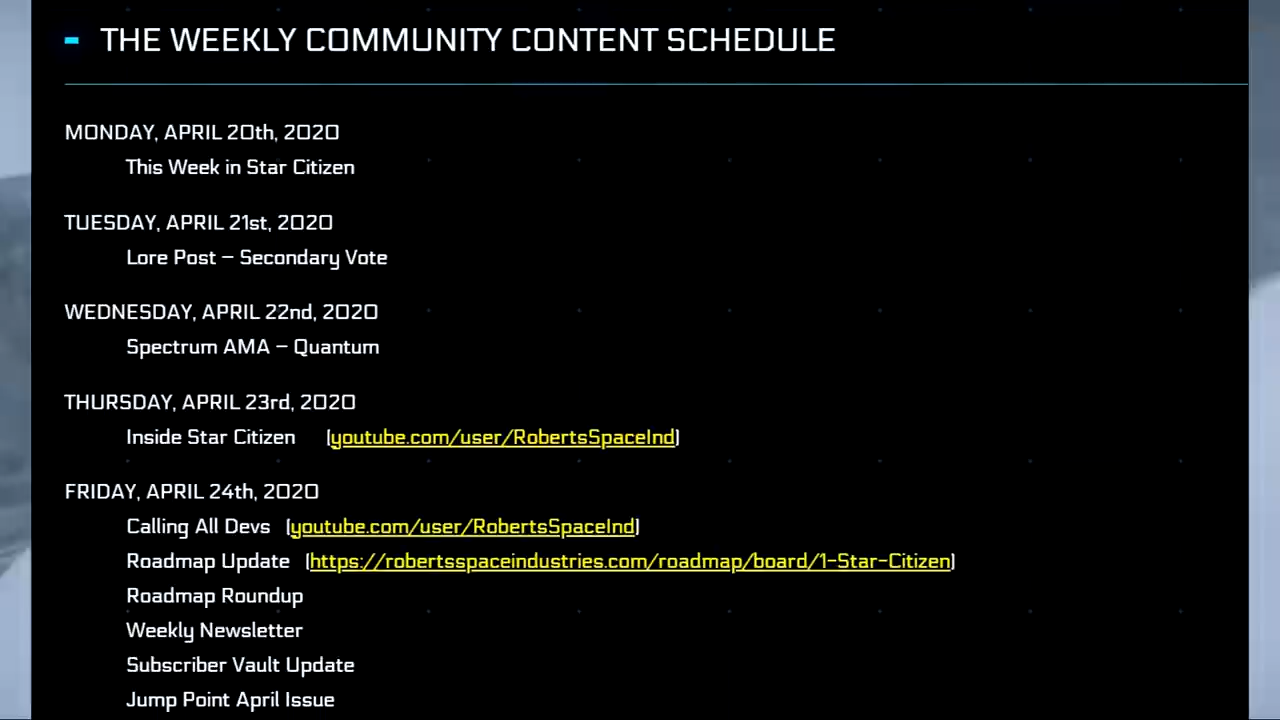 - THE WEEKLY COMMUNITY CONTENT SCHEDULE
MONDAY, APRIL 20th, 2020
This Week in Star Citizen
TUESDAY, APRIL 21st, 2020
Lore Post – Secondary Vote
WEDNESDAY, APRIL 22nd, 2020
Spectrum AMA – Quantum
THURSDAY, APRIL 23rd, 2020
Inside Star Citizen (youtube.com/user/RobertsSpaceInd)
FRIDAY, APRIL 24th, 2020
Calling All Devs (youtube.com/user/RobertsSpaceInd)
Roadmap Update (https://robertsspaceindustries.com/roadmap/board/1-Star-Citizen)
Roadmap Roundup
Weekly Newsletter
Subscriber Vault Update
Jump Point April Issue